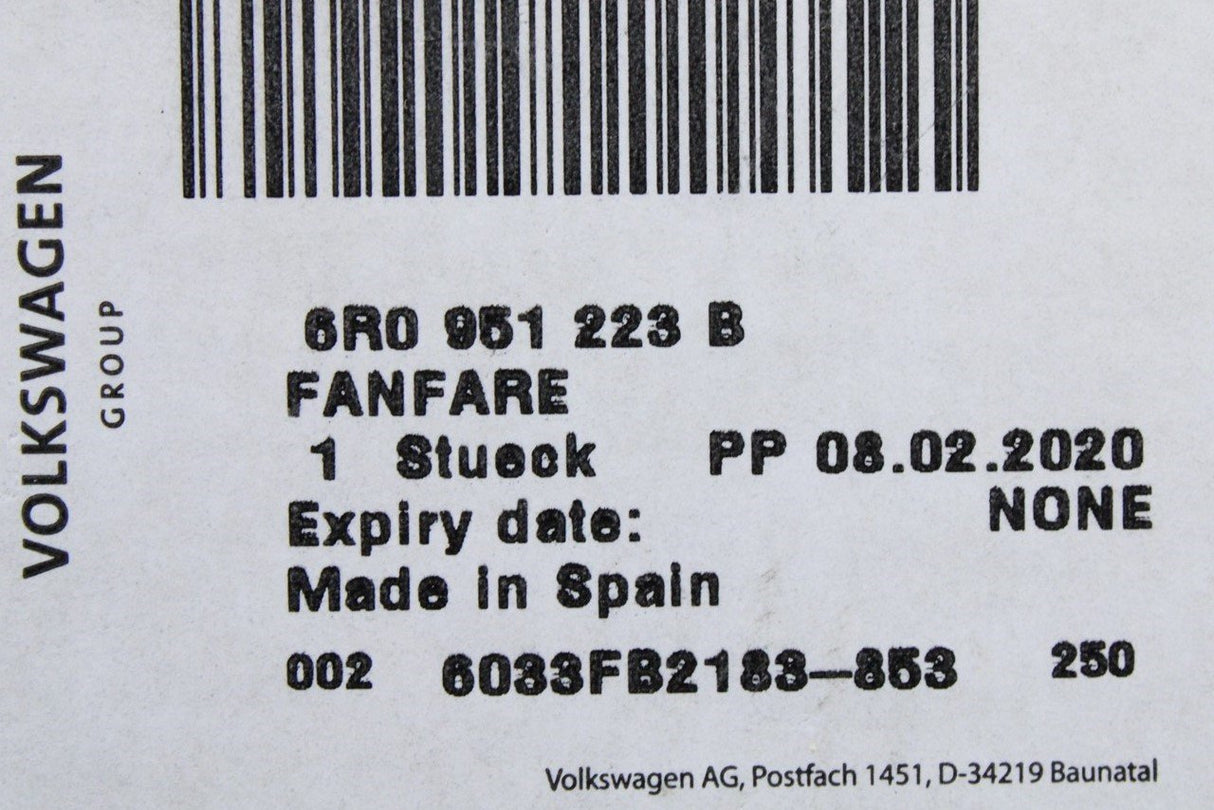 VOLKSWAGEN
GROUP
6R0 951 223 B
FANFARE
1 Stueck PP 08.02.2020
Expiry date: NONE
Made in Spain
002 6033FB2183-853 250
Volkswagen AG, Postfach 1451, D-34219 Baunatal